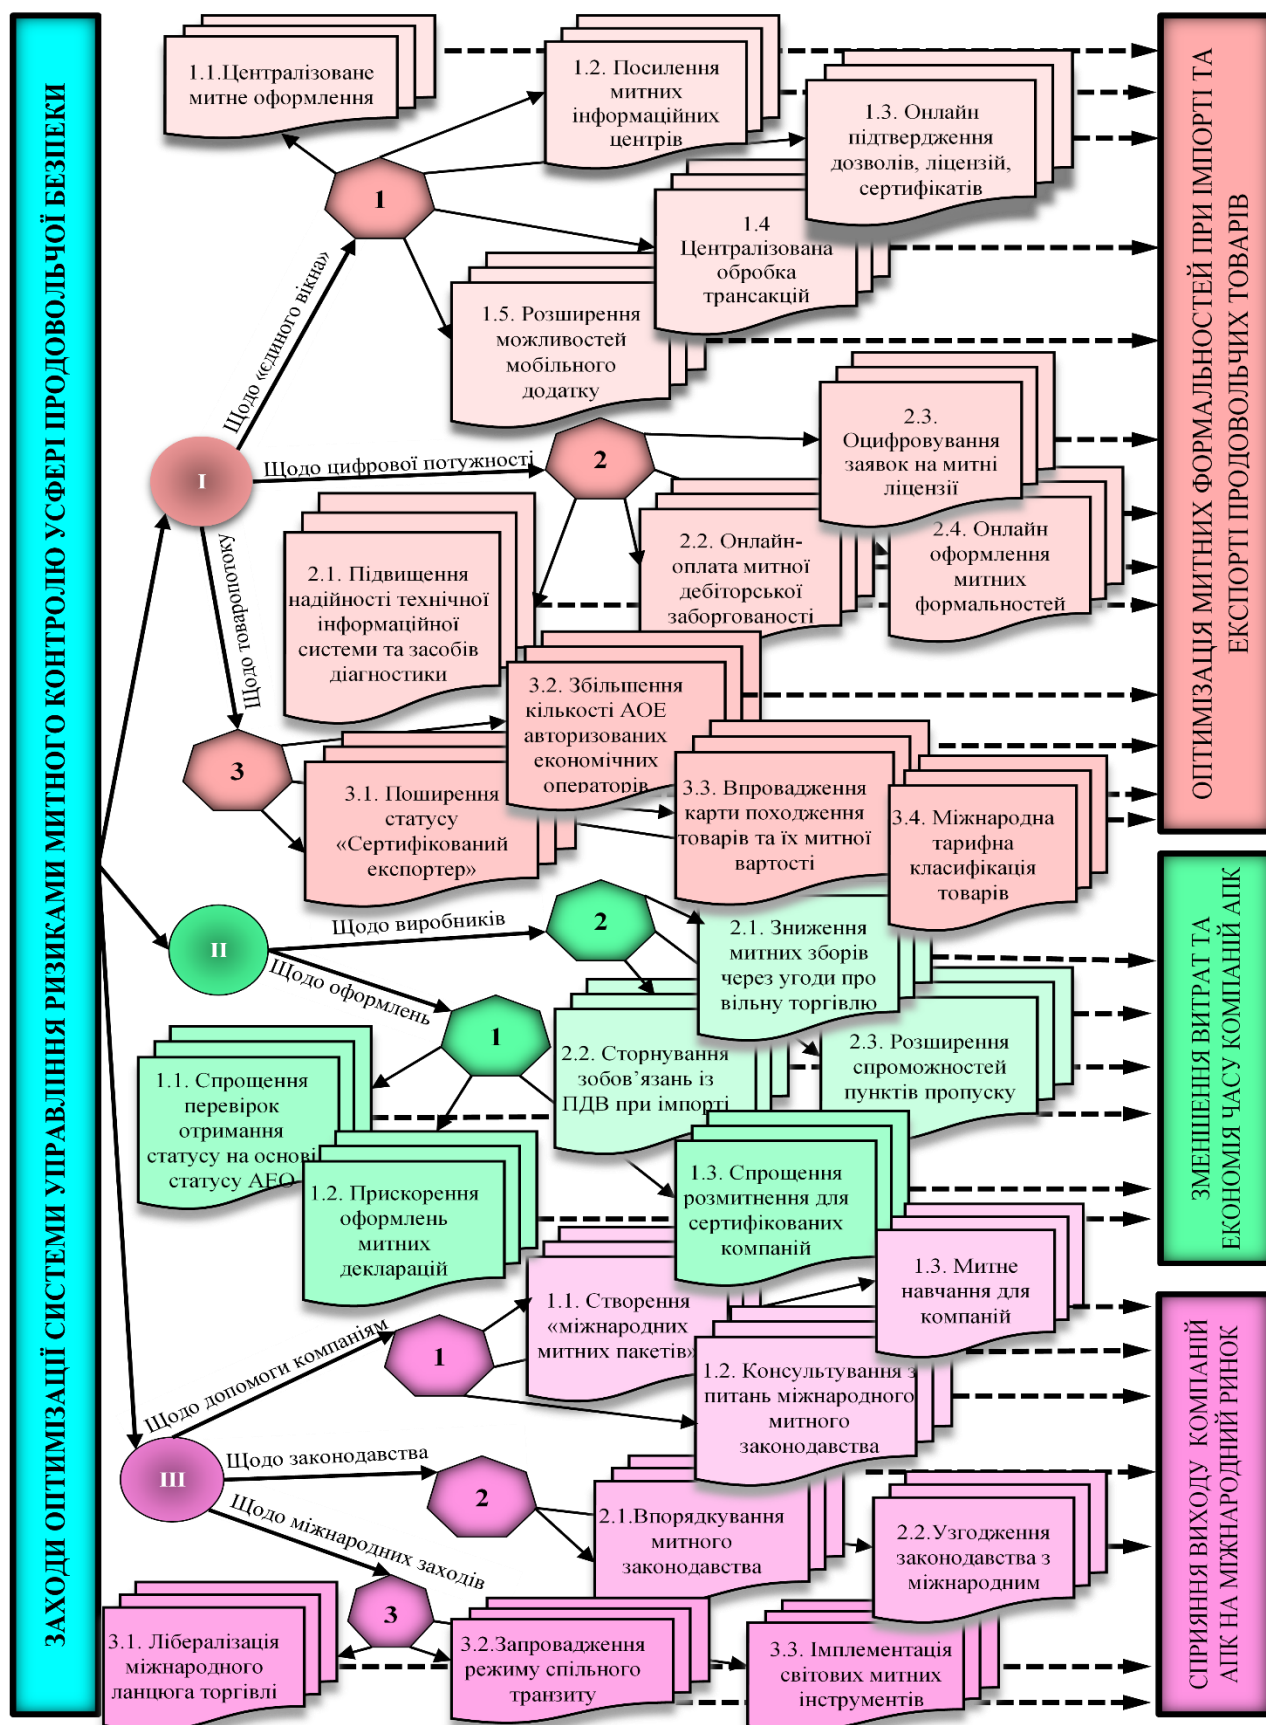 ЗАХОДИ ОПТИМІЗАЦІЇ СИСТЕМИ УПРАВЛІННЯ РИЗИКАМИ МИТНОГО КОНТРОЛЮ УСФЕРІ ПРОДОВОЛЬЧОЇ БЕЗПЕКИ
1.1.Централізоване
митне оформлення
1.2. Посилення
митних
інформаційних
центрів
1.3. Онлайн
підтвердження
дозволів, ліцензій,
сертифікатів
1
1.4
Централізована
обробка
трансакцій
1.5. Розширення
можливостей
мобільного
додатку
Щодо «єдиного вікна»
I
Щодо цифрової потужності
2
2.3.
Оцифровування
заявок на митні
ліцензії
2.1. Підвищення
надійності технічної
інформаційної
системи та засобів
діагностики
2.2. Онлайн-
оплата митної
дебіторської
заборгованості
2.4. Онлайн
оформлення
митних
формальностей
Щодо товаропотоку
3
3.2. Збільшення
кількості АОЕ
авторизованих
економічних
операторів
3.1. Поширення
статусу
«Сертифікований
експортер»
3.3. Впровадження
карти походження
товарів та їх митної
вартості
3.4. Міжнародна
тарифна
класифікація
товарів
ОПТИМІЗАЦІЯ МИТНИХ ФОРМАЛЬНОСТЕЙ ПРИ ІМПОРТІ ТА
ЕКСПОРТІ ПРОДОВОЛЬЧИХ ТОВАРІВ
II
Щодо виробників
2
2.1. Зниження
митних зборів
через угоди про
вільну торгівлю
Щодо оформлень
1
2.2. Сторнування
зобов’язань із
ПДВ при імпорті
2.3. Розширення
спроможностей
пунктів пропуску
1.1. Спрощення
перевірок
отримання
статусу на основі
статусу АЕО
1.2. Прискорення
оформлень
митних
декларацій
1.3. Спрощення
розмитнення для
сертифікованих
компаній
ЗМЕНШЕННЯ ВИТРАТ ТА
ЕКОНОМІЯ ЧАСУ КОМПАНІЙ АПК
III
Щодо допомоги компаніям
1
1.1. Створення
«міжнародних
митних пакетів»
1.3. Митне
навчання для
компаній
1.2. Консультування з
питань міжнародного
митного
законодавства
Щодо законодавства
2
2.1.Впорядкування
митного
законодавства
2.2.Узгодження
законодавства з
міжнародним
Щодо міжнародних заходів
3
3.1. Лібералізація
міжнародного
ланцюга торгівлі
3.2.Запровадження
режиму спільного
транзиту
3.3. Імплементація
світових митних
інструментів
СПРИЯННЯ ВИХОДУ КОМПАНІЙ
АПК НА МІЖНАРОДНИЙ РИНОК